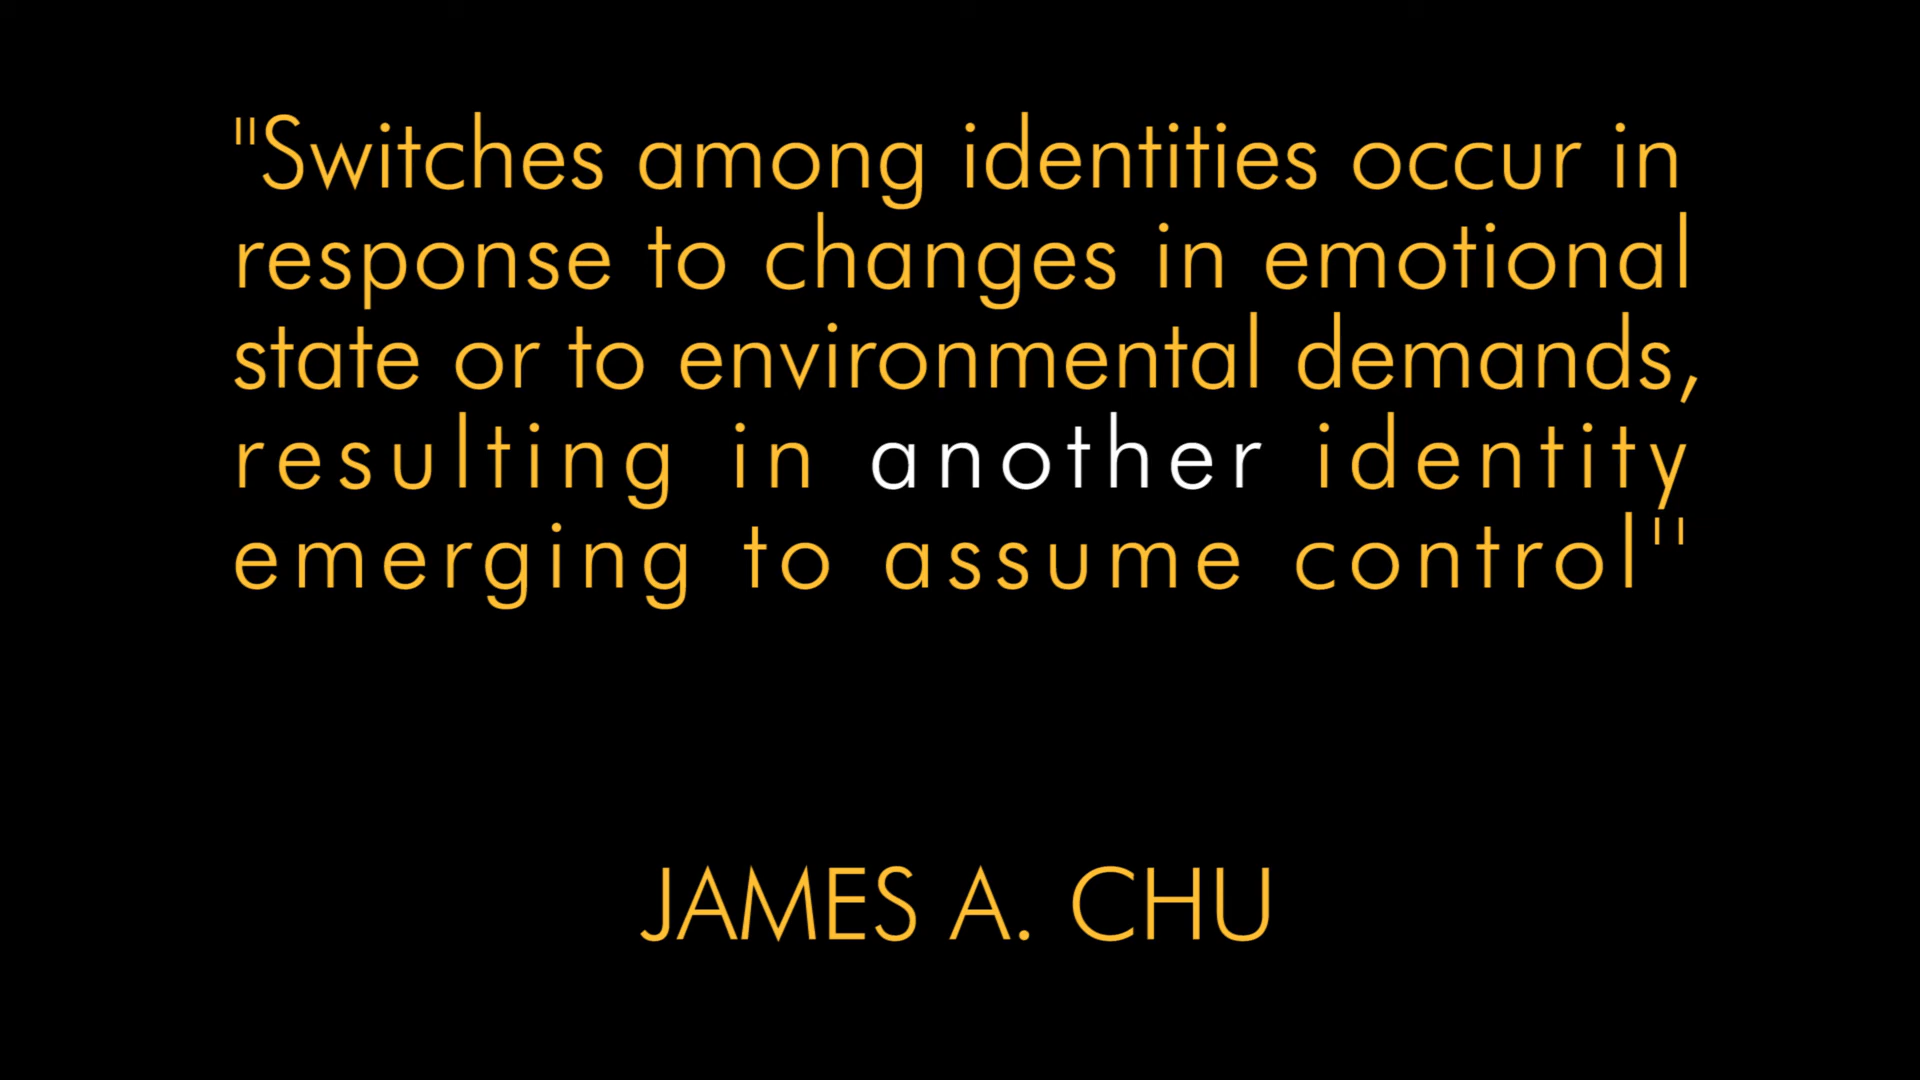 "Switches among identities occur in
response to changes in emotional
state or to environmental demands,
resulting in another identity
emerging to assume control"
JAMES A. CHU